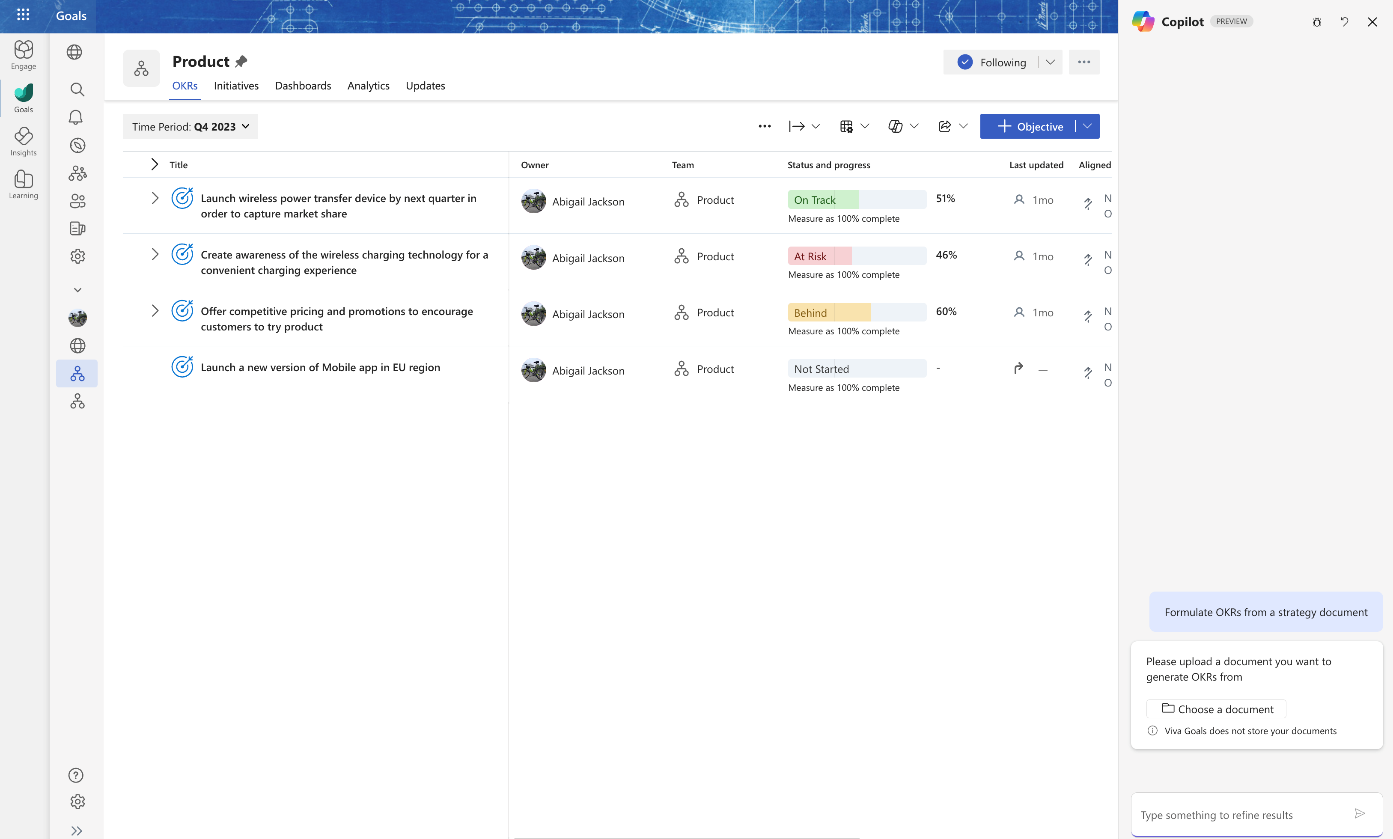 Goals
Copilot PREVIEW
Engage
Goals
Insights
Learning
Product
Following
OKRs Initiatives Dashboards Analytics Updates
Time Period: Q4 2023
Objective
Title Owner Team Status and progress Last updated Aligned
Launch wireless power transfer device by next quarter in
order to capture market share
Abigail Jackson
Product
On Track
51%
Measure as 100% complete
1mo
N
O
Create awareness of the wireless charging technology for a
convenient charging experience
Abigail Jackson
Product
At Risk
46%
Measure as 100% complete
1mo
N
O
Offer competitive pricing and promotions to encourage
customers to try product
Abigail Jackson
Product
Behind
60%
Measure as 100% complete
1mo
N
O
Launch a new version of Mobile app in EU region
Abigail Jackson
Product
Not Started
-
Measure as 100% complete
—
N
O
Formulate OKRs from a strategy document
Please upload a document you want to
generate OKRs from
Choose a document
Viva Goals does not store your documents
Type something to refine results